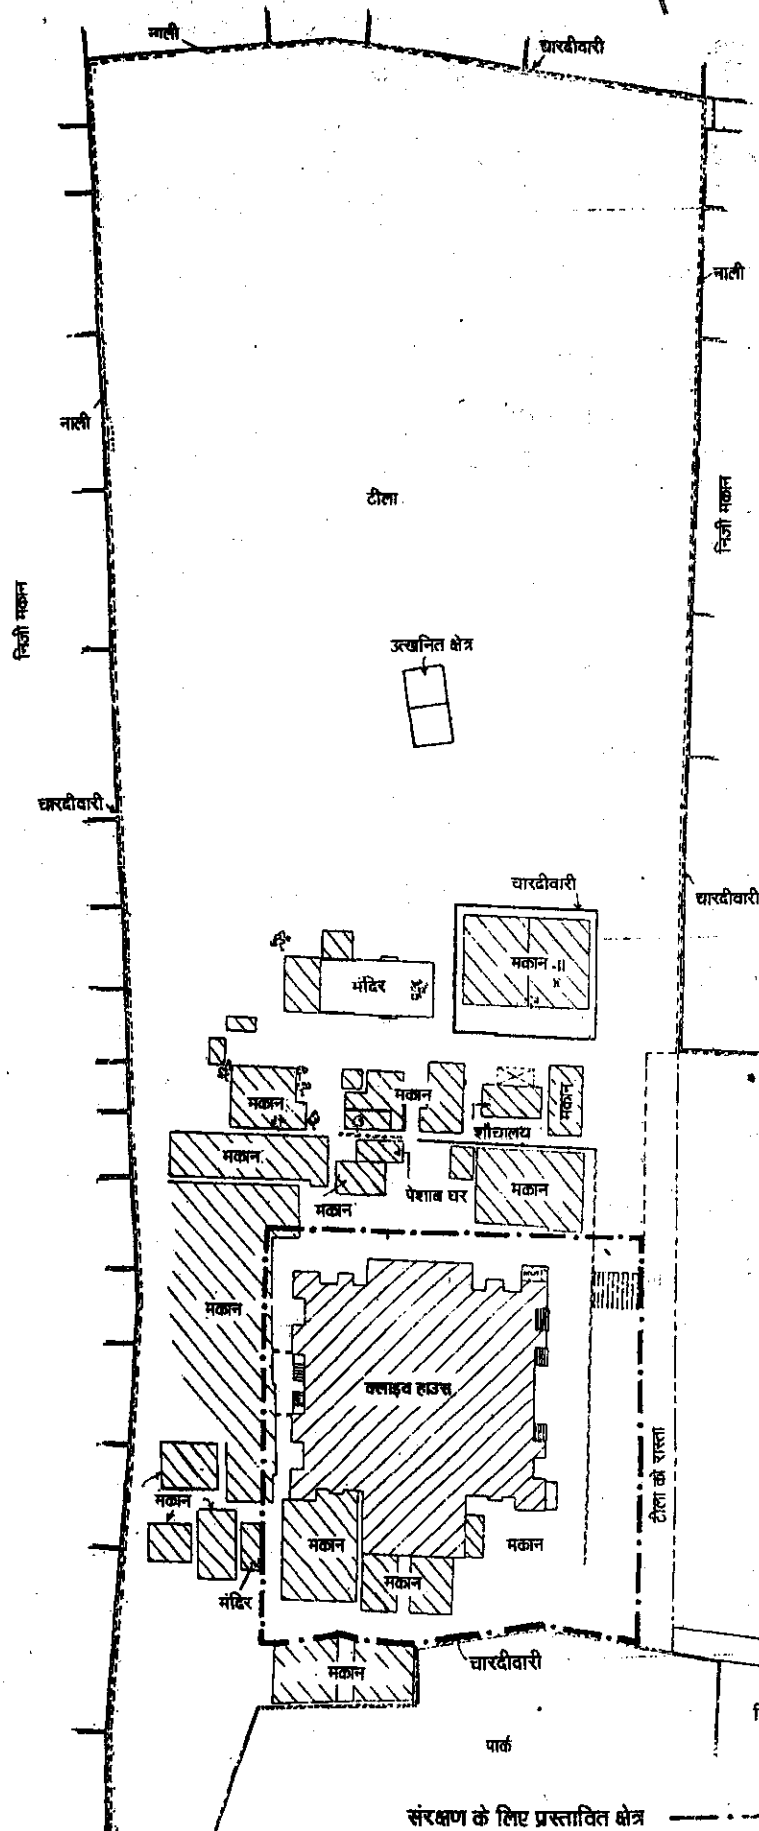 नाली
चारदीवारी
नाली
नाली
टीला
निजी मकान
निजी मकान
उत्खनित क्षेत्र
चारदीवारी
चारदीवारी
चारदीवारी
मकान
मंदिर
मकान
मकान
मकान
शौचालय
मकान
मकान
पेशाब घर
मकान
मकान
क्लाइव हाउस
टीला को रास्ता
मकान
मकान
मकान
मकान
मंदिर
चारदीवारी
मकान
पार्क
संरक्षण के लिए प्रस्तावित क्षेत्र